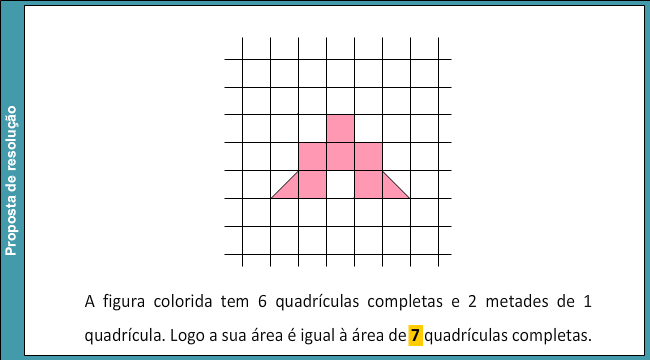 Proposta de resolução
A figura colorida tem 6 quadrículas completas e 2 metades de 1
quadrícula. Logo a sua área é igual à área de 7 quadrículas completas.